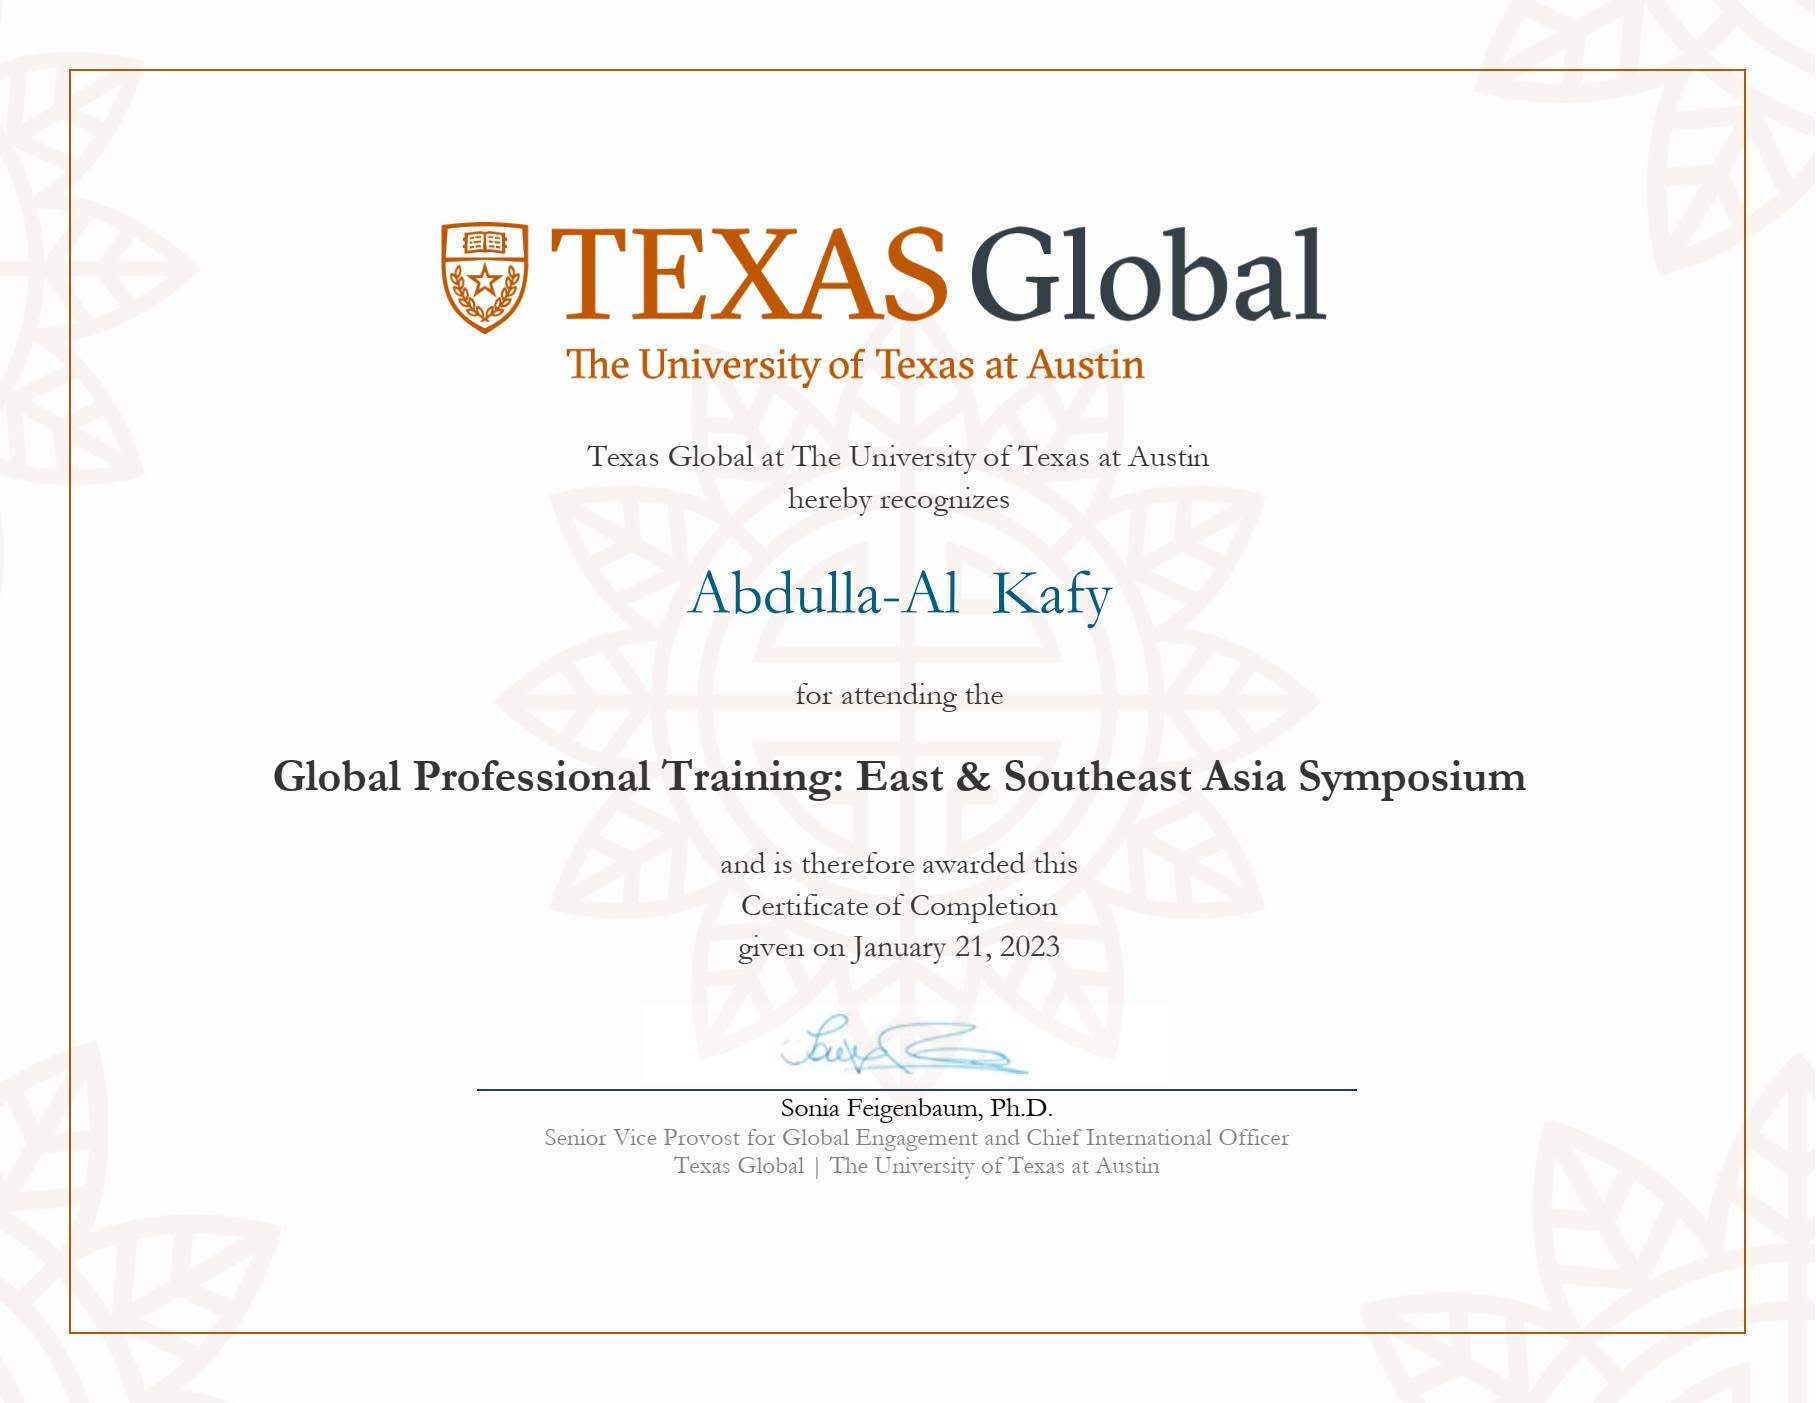 TEXAS Global
The University of Texas at Austin
Texas Global at The University of Texas at Austin
hereby recognizes
Abdulla-Al Kafy
for attending the
Global Professional Training: East & Southeast Asia Symposium
and is therefore awarded this
Certificate of Completion
given on January 21, 2023
Sonia Feigenbaum, Ph.D.
Senior Vice Provost for Global Engagement and Chief International Officer
Texas Global | The University of Texas at Austin